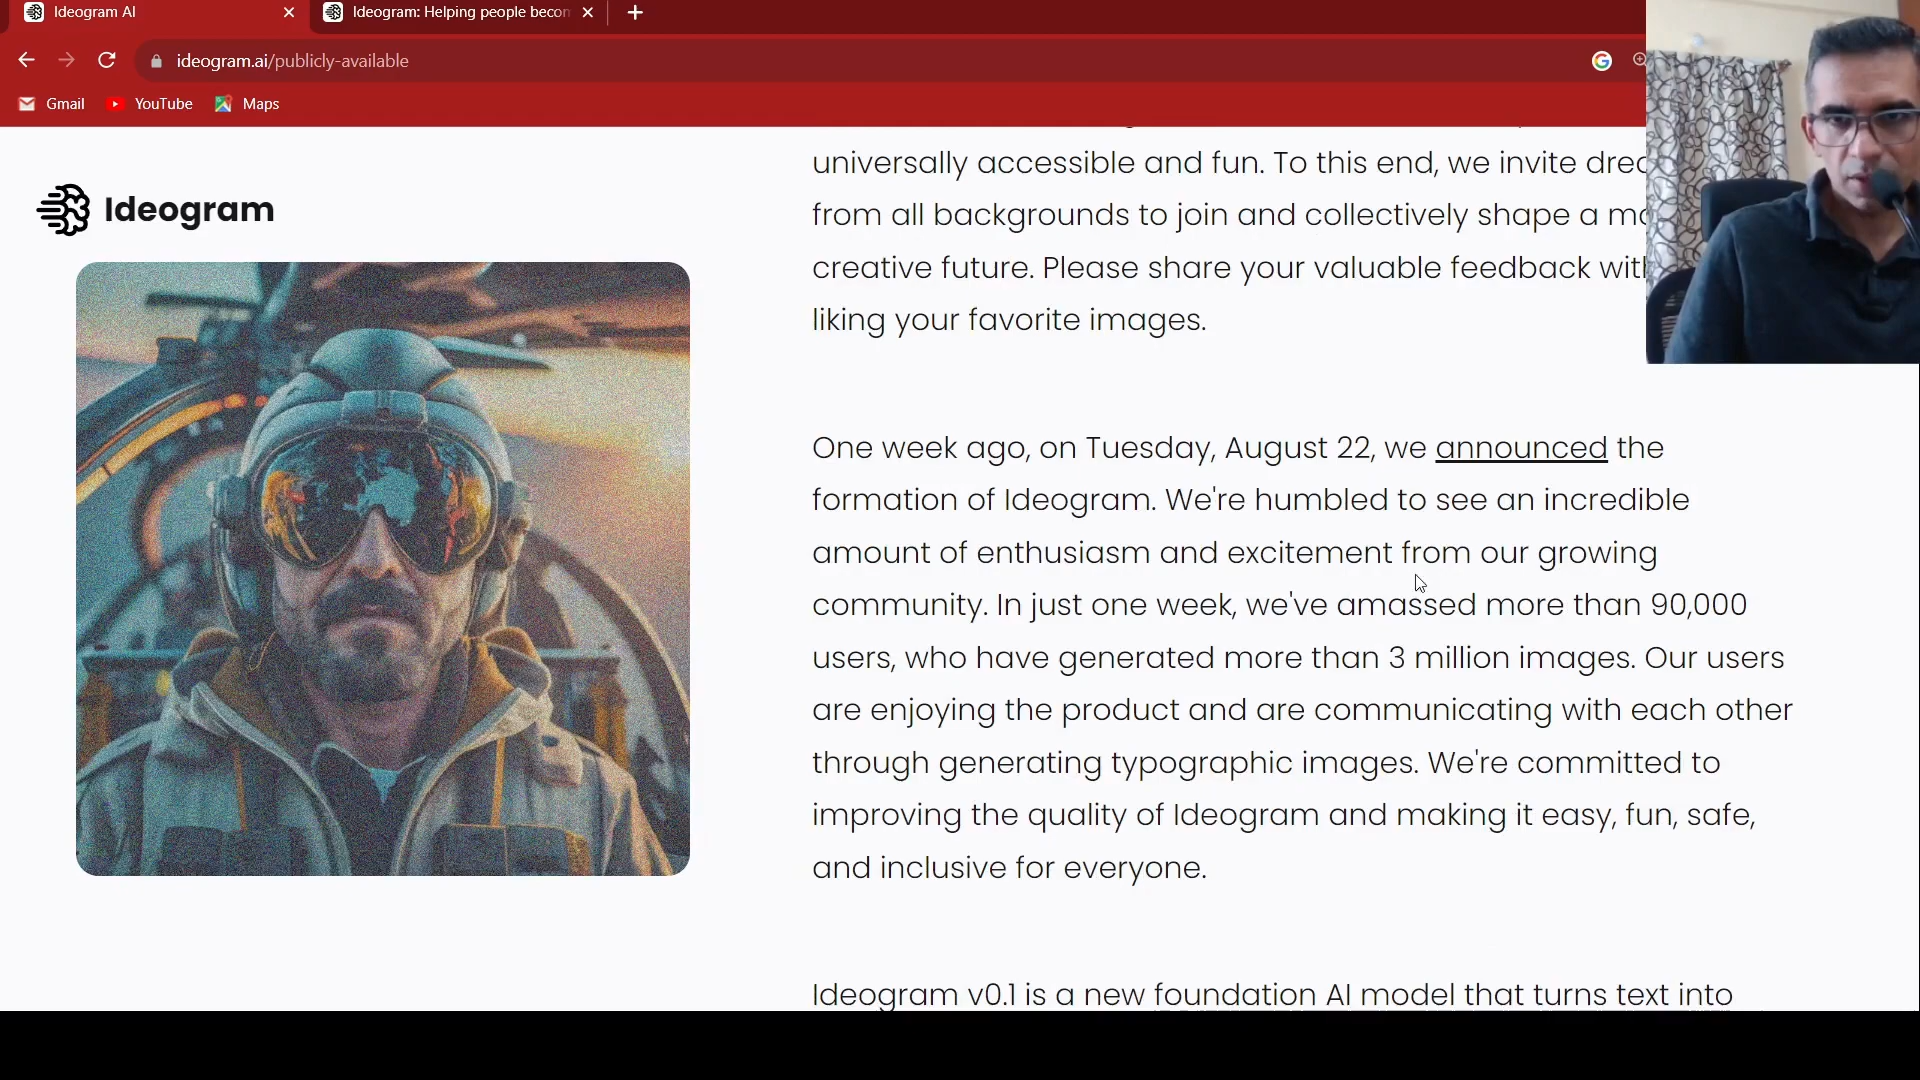 Ideogram AI
Ideogram: Helping people becon
ideogram.ai/publicly-available
Gmail
YouTube
Maps
Ideogram
universally accessible and fun. To this end, we invite
from all backgrounds to join and collectively shape a
creative future. Please share your valuable feedback
liking your favorite images.
One week ago, on Tuesday, August 22, we announced the
formation of Ideogram. We're humbled to see an incredible
amount of enthusiasm and excitement from our growing
community. In just one week, we've amassed more than 90,000
users, who have generated more than 3 million images. Our users
are enjoying the product and are communicating with each other
through generating typographic images. We're committed to
improving the quality of Ideogram and making it easy, fun, safe,
and inclusive for everyone.
Ideogram v0.1 is a new foundation AI model that turns text into